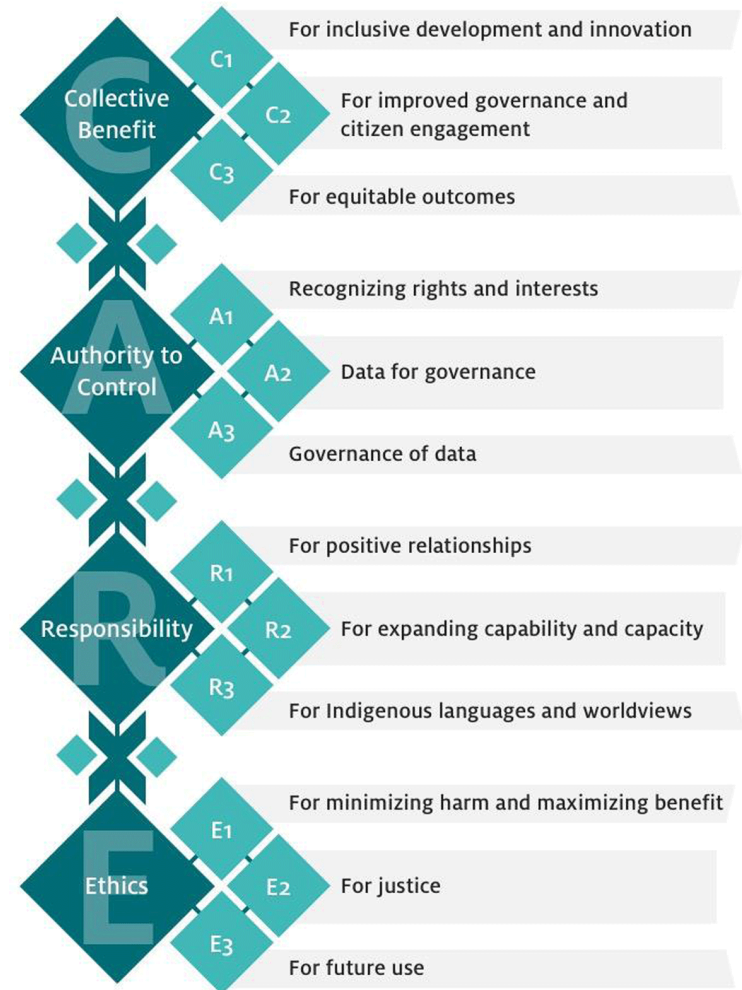 C
Collective
Benefit
C1
For inclusive development and innovation
C2
For improved governance and
citizen engagement
C3
For equitable outcomes
A
Authority to
Control
A1
Recognizing rights and interests
A2
Data for governance
A3
Governance of data
R
Responsibility
R1
For positive relationships
R2
For expanding capability and capacity
R3
For Indigenous languages and worldviews
E
Ethics
E1
For minimizing harm and maximizing benefit
E2
For justice
E3
For future use